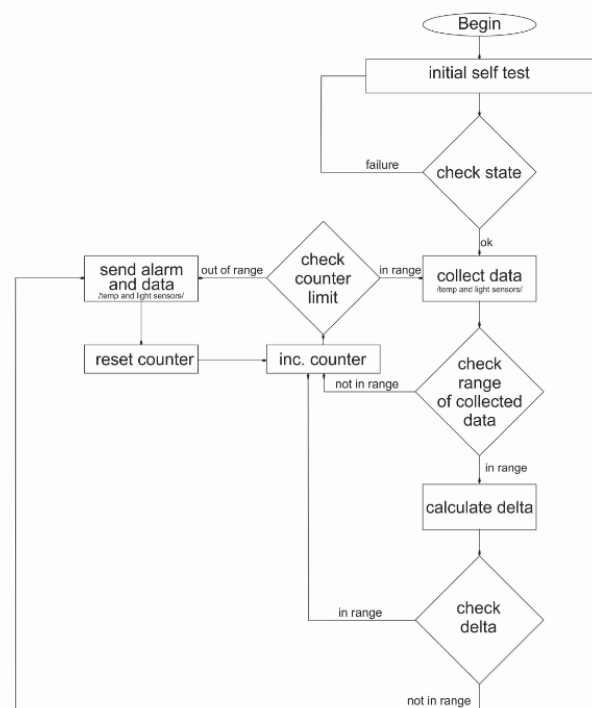 Begin
initial self test
failure
check state
ok
send alarm
and data
/temp and light sensors/
out of range
check
counter
limit
in range
collect data
/temp and light sensors/
reset counter
inc. counter
not in range
check
range
of collected
data
in range
calculate delta
in range
check
delta
not in range